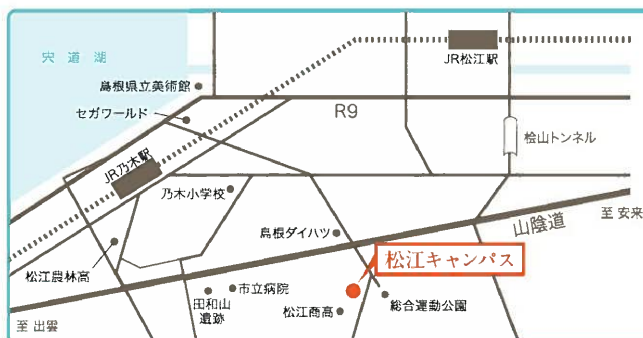 宍道湖
JR松江駅
島根県立美術館
セガワールド
R9
桧山トンネル
JR乃木駅
乃木小学校
至 安来
山陰道
島根ダイハツ
松江キャンパス
松江農林高
市立病院
田和山
遺跡
松江商高
総合運動公園
至 出雲